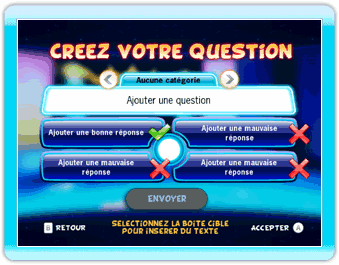 CREEZ VOTRE QUESTION
< Aucune catégorie >
Ajouter une question
Ajouter une bonne réponse
Ajouter une mauvaise
réponse
Ajouter une mauvaise
réponse
Ajouter une mauvaise
réponse
ENVOYER
B RETOUR
SELECTIONNEZ LA BOITE CIBLE
POUR INSERER DU TEXTE
ACCEPTER A